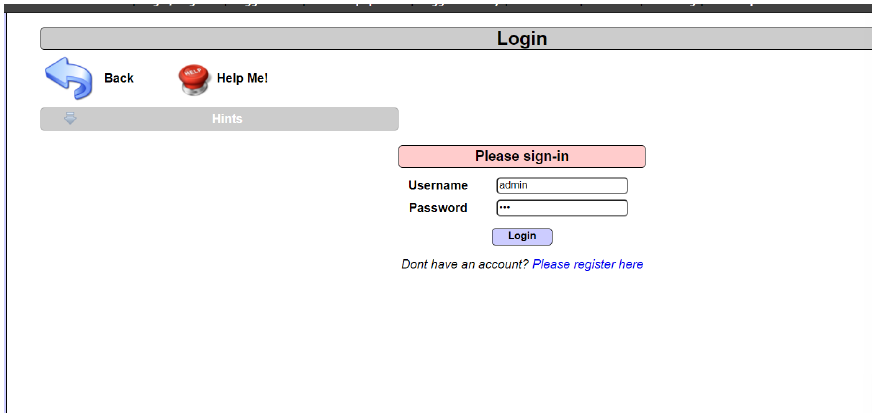 Login
Back
HELP
Help Me!
Hints
Please sign-in
Username admin
Password •••
Login
Dont have an account? Please register here